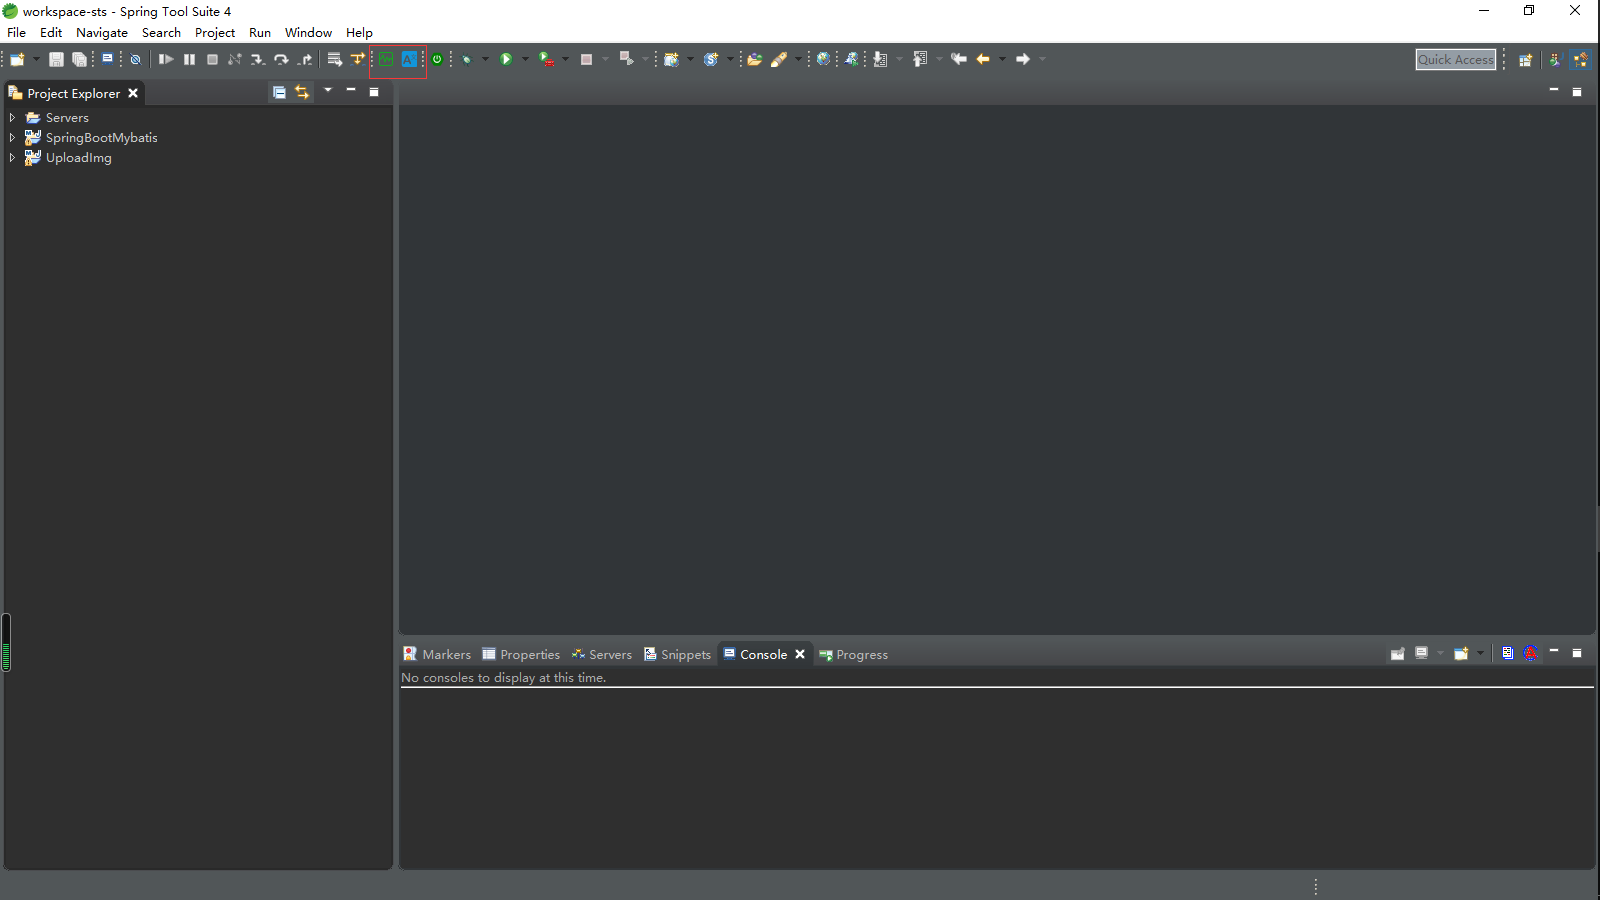 workspace-sts - Spring Tool Suite 4
File Edit Navigate Search Project Run Window Help
Quick Access
Project Explorer
Servers
SpringBootMybatis
UploadImg
Markers Properties Servers Snippets Console Progress
No consoles to display at this time.